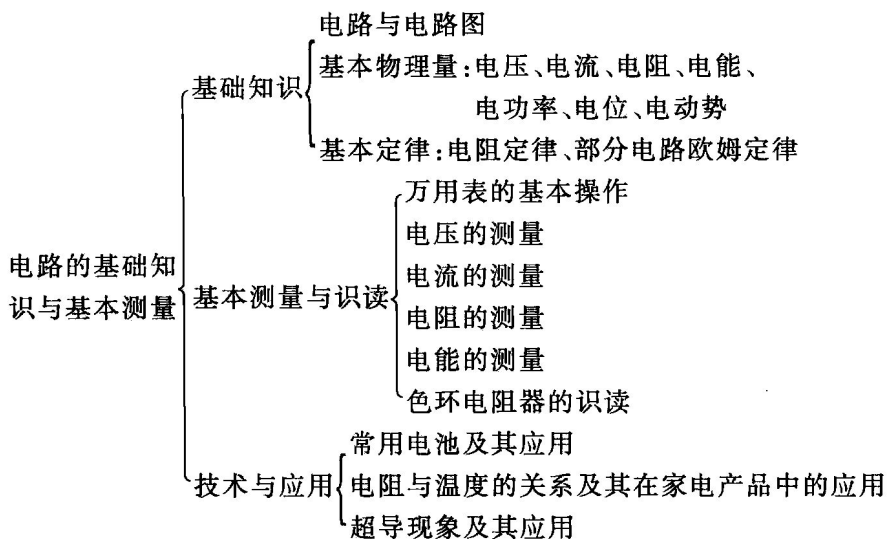 电路的基础知
识与基本测量
基础知识
电路与电路图
基本物理量:电压、电流、电阻、电能、
电功率、电位、电动势
基本定律:电阻定律、部分电路欧姆定律
基本测量与识读
万用表的基本操作
电压的测量
电流的测量
电阻的测量
电能的测量
色环电阻器的识读
技术与应用
常用电池及其应用
电阻与温度的关系及其在家电产品中的应用
超导现象及其应用